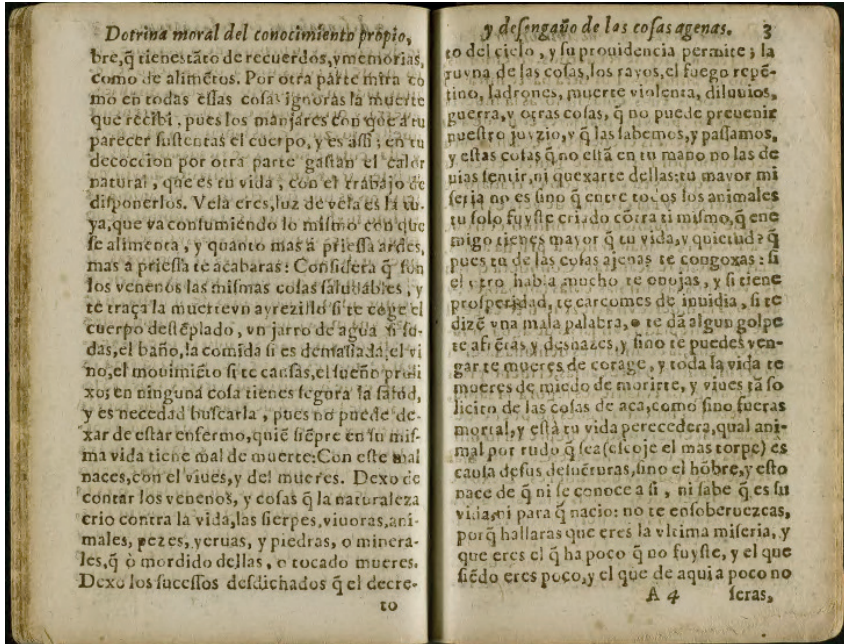 Dotrina moral del conocimiento propio,
bre,q̃ tienes tãto de recuerdos,y memorias,
como de alimẽtos. Por otra parte mira co
mo en todas essas cosas ignoras la muerte
que recibi, pues los manjares con que a tu
parecer sustentas el cuerpo, y es assi; en tu
decoccion por otra parte gastan el calor
natural, que es tu vida, con el trabajo de
disponerlos. Vela eres,luz de vela es la tu-
ya,que va consumiendo lo mismo con que
se alimenta, y quanto mas a priessa ardes,
mas a priessa te acabaras: Considera q̃ son
los venenos las mismas cosas saludables, y
te traça la muerte vn ayrezillo si te coge el
cuerpo destẽplado, vn jarro de agua si su-
das,el baño,la comida si es demasiada,el vi
no,el mouimiẽto si te cansas,el sueño proli
xo; en ninguna cosa tienes segura la salud,
y es necedad buscarla, pues no puede de-
xar de estar enfermo,quiẽ siẽpre en su mis-
ma vida tiene mal de muerte:Con este mal
naces,con el viues,y del mueres. Dexo de
contar los venenos, y cosas q̃ la naturaleza
crio contra la vida,las sierpes,viuoras,ani-
males, pezes, yeruas, y piedras, o minera-
les,q̃ ò mordido dellas, o tocado mueres.
Dexo los sucessos desdichados q̃ el decre-
to
y desengaño de las cosas agenas. 3
to del cielo, y su prouidencia permite; la
ruyna de las cosas,los rayos,el fuego repẽ-
tino, ladrones, muerte violenta, diluuios,
guerra,y otras cosas, q̃ no puede preuenir
nuestro juyzio,y q̃ las sabemos,y passamos,
y estas cosas q̃ no estã en tu mano no las de
uias sentir,ni quexarte dellas:tu mayor mi
seria no es sino q̃ entre todos los animales
tu solo fuyste criado cõtra ti mismo,q̃ ene
migo tienes mayor q̃ tu vida,y quietud? q̃
pues tu de las cosas ajenas te congoxas: si
el otro habla mucho te enojas, y si tiene
prosperidad, te carcomes de inuidia, si te
dizẽ vna mala palabra, o te dã algun golpe
te afrẽtas y desnazes,y sino te puedes ven-
gar te mueres de corage, y toda la vida te
mueres de miedo de morirte, y viues tã so
licito de las cosas de aca,como sino fueras
mortal,y estã tu vida perecedera,qual ani-
mal por rudo q̃ sea(escoje el mas torpe) es
causa de sus desuẽturas,sino el hõbre,y esto
nace de q̃ ni se conoce a si, ni sabe q̃ es su
vida,ni para q̃ nacio: no te ensoberuezcas,
porq̃ hallaras que eres la vltima miseria, y
que eres el q̃ ha poco q̃ no fuyste, y el que
siẽdo eres poco,y el que de aqui a poco no
A 4 seras,